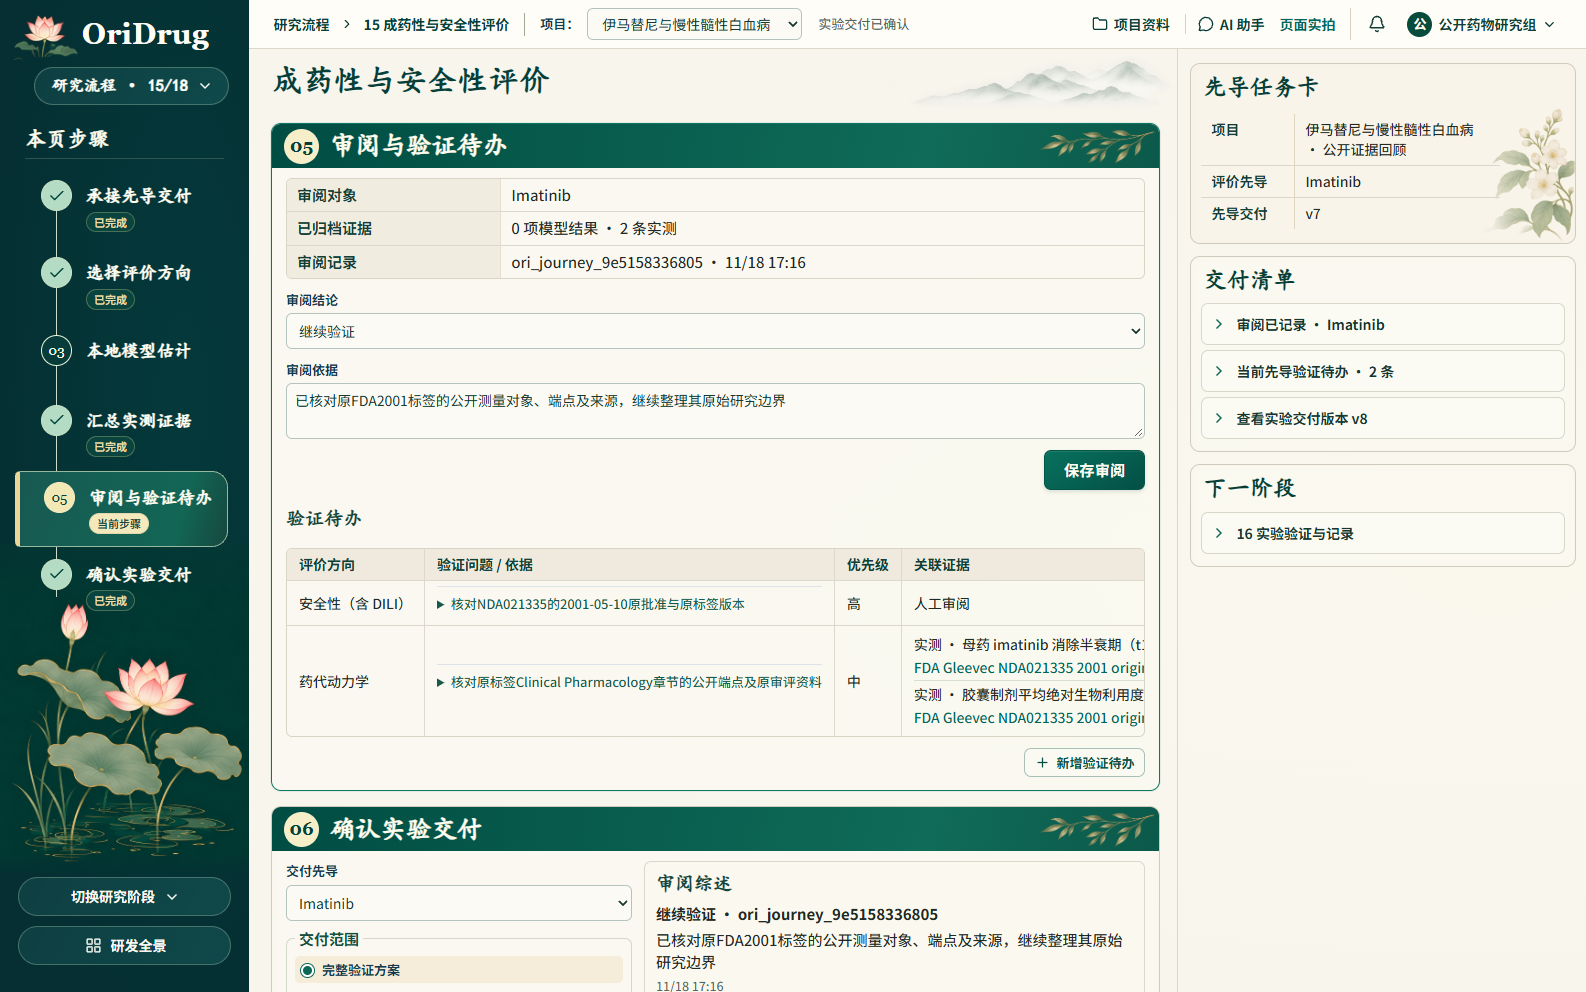 OriDrug
研究流程 • 15/18
本页步骤
承接先导交付
已完成
选择评价方向
已完成
03 本地模型估计
汇总实测证据
已完成
05 审阅与验证待办
当前步骤
确认实验交付
已完成
切换研究阶段
研发全景
研究流程 > 15 成药性与安全性评价
项目：
伊马替尼与慢性髓性白血病
实验交付已确认
项目资料
AI 助手
页面实拍
公 公开药物研究组
成药性与安全性评价
05 审阅与验证待办
审阅对象 Imatinib
已归档证据 0 项模型结果 • 2 条实测
审阅记录 ori_journey_9e5158336805 • 11/18 17:16
审阅结论
继续验证
审阅依据
已核对原FDA2001标签的公开测量对象、端点及来源，继续整理其原始研究边界
保存审阅
验证待办
评价方向 验证问题 / 依据 优先级 关联证据
安全性（含 DILI） ▶ 核对NDA021335的2001-05-10原批准与原标签版本 高 人工审阅
药代动力学 ▶ 核对原标签Clinical Pharmacology章节的公开端点及原审评资料 中
实测 • 母药 imatinib 消除半衰期（t
FDA Gleevec NDA021335 2001 origin
实测 • 胶囊制剂平均绝对生物利用度
FDA Gleevec NDA021335 2001 origin
+ 新增验证待办
06 确认实验交付
交付先导
Imatinib
交付范围
完整验证方案
审阅综述
继续验证 • ori_journey_9e5158336805
已核对原FDA2001标签的公开测量对象、端点及来源，继续整理其原始
研究边界
11/18 17:16
先导任务卡
项目 伊马替尼与慢性髓性白血病
• 公开证据回顾
评价先导 Imatinib
先导交付 v7
交付清单
审阅已记录 • Imatinib
当前先导验证待办 • 2 条
查看实验交付版本 v8
下一阶段
16 实验验证与记录